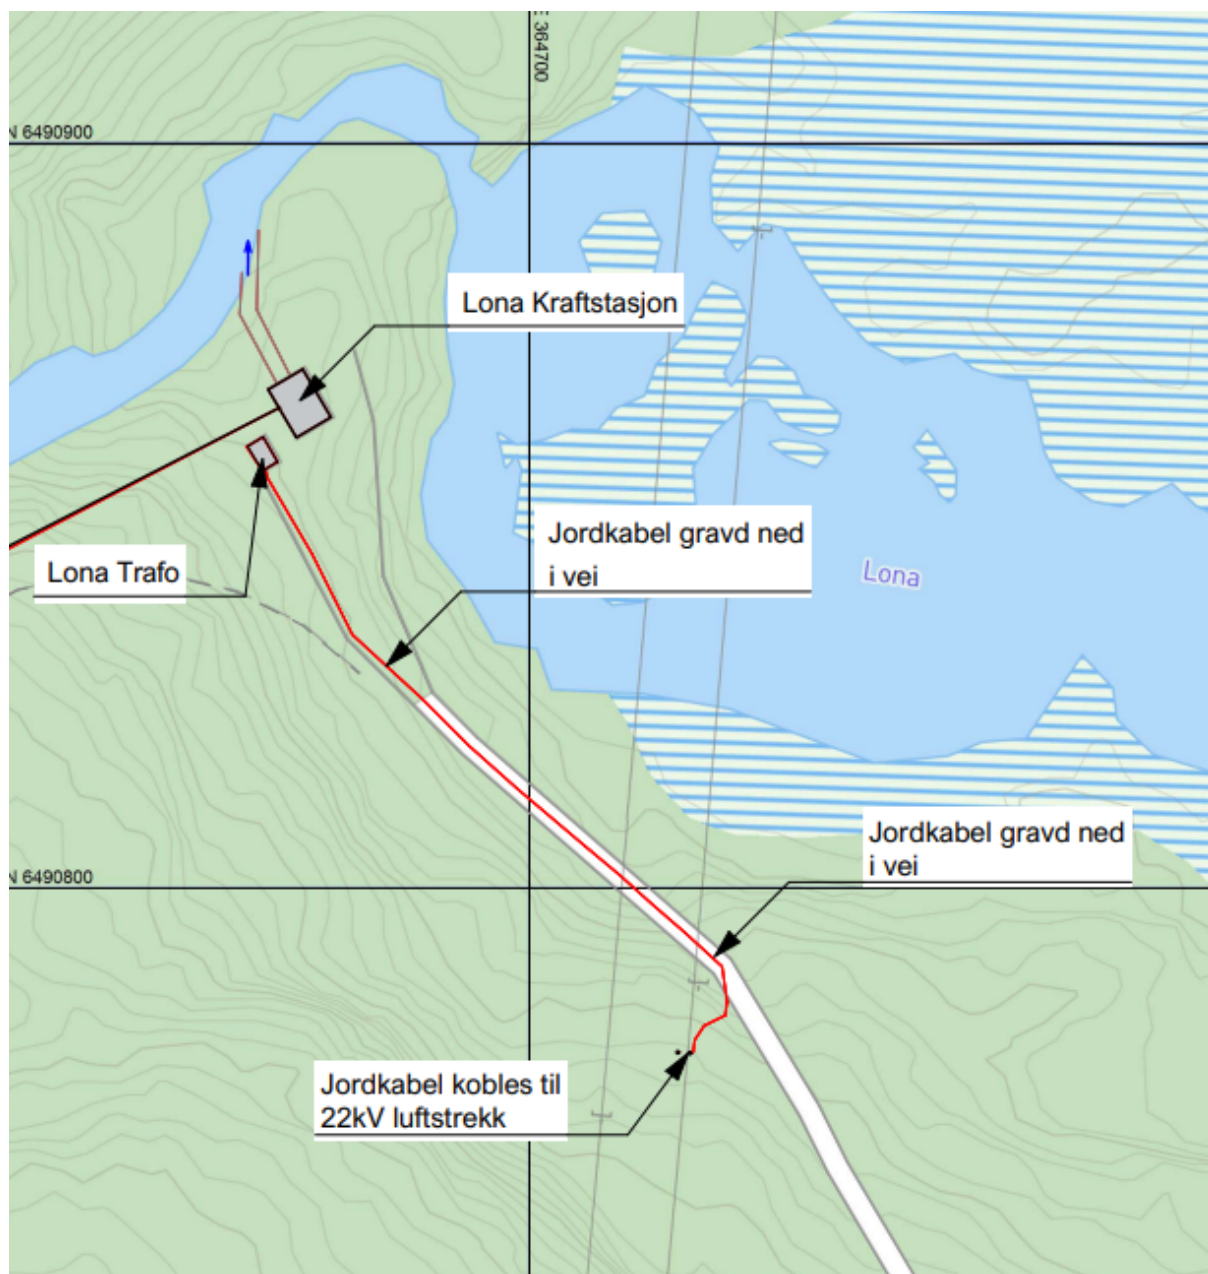 E 364700
N 6490900
Lona Kraftstasjon
Jordkabel gravd ned
i vei
Lona Trafo
Lona
Jordkabel gravd ned
i vei
N 6490800
Jordkabel kobles til
22kV luftstrekk